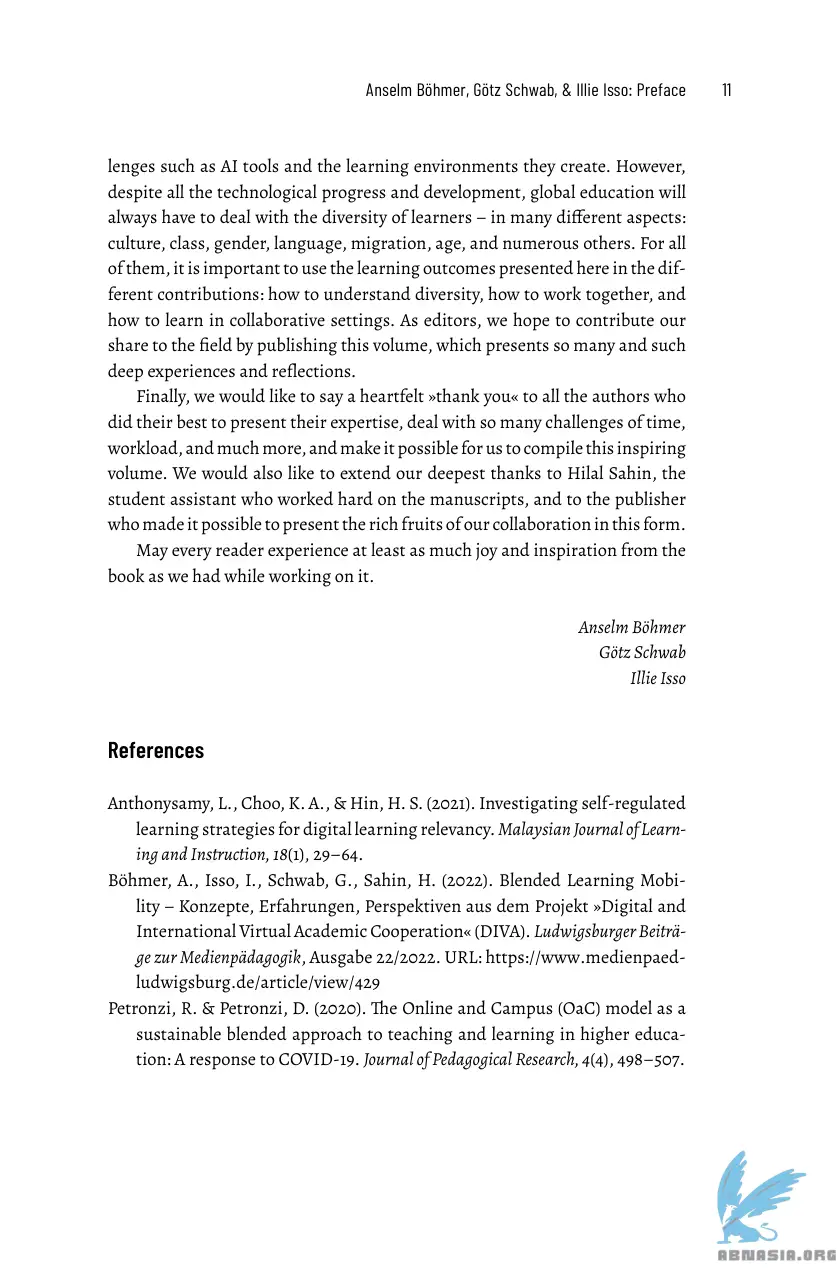 Anselm Böhmer, Götz Schwab, & Illie Isso: Preface 11
lenges such as AI tools and the learning environments they create. However,
despite all the technological progress and development, global education will
always have to deal with the diversity of learners – in many different aspects:
culture, class, gender, language, migration, age, and numerous others. For all
of them, it is important to use the learning outcomes presented here in the dif-
ferent contributions: how to understand diversity, how to work together, and
how to learn in collaborative settings. As editors, we hope to contribute our
share to the field by publishing this volume, which presents so many and such
deep experiences and reflections.
Finally, we would like to say a heartfelt »thank you« to all the authors who
did their best to present their expertise, deal with so many challenges of time,
workload, and much more, and make it possible for us to compile this inspiring
volume. We would also like to extend our deepest thanks to Hilal Sahin, the
student assistant who worked hard on the manuscripts, and to the publisher
who made it possible to present the rich fruits of our collaboration in this form.
May every reader experience at least as much joy and inspiration from the
book as we had while working on it.
Anselm Böhmer
Götz Schwab
Illie Isso
References
Anthonysamy, L., Choo, K. A., & Hin, H. S. (2021). Investigating self-regulated
learning strategies for digital learning relevancy. Malaysian Journal of Learn-
ing and Instruction, 18(1), 29–64.
Böhmer, A., Isso, I., Schwab, G., Sahin, H. (2022). Blended Learning Mobi-
lity – Konzepte, Erfahrungen, Perspektiven aus dem Projekt »Digital and
International Virtual Academic Cooperation« (DIVA). Ludwigsburger Beiträ-
ge zur Medienpädagogik, Ausgabe 22/2022. URL: https://www.medienpaed-
ludwigsburg.de/article/view/429
Petronzi, R. & Petronzi, D. (2020). The Online and Campus (OaC) model as a
sustainable blended approach to teaching and learning in higher educa-
tion: A response to COVID-19. Journal of Pedagogical Research, 4(4), 498–507.
ABNASIA.ORG